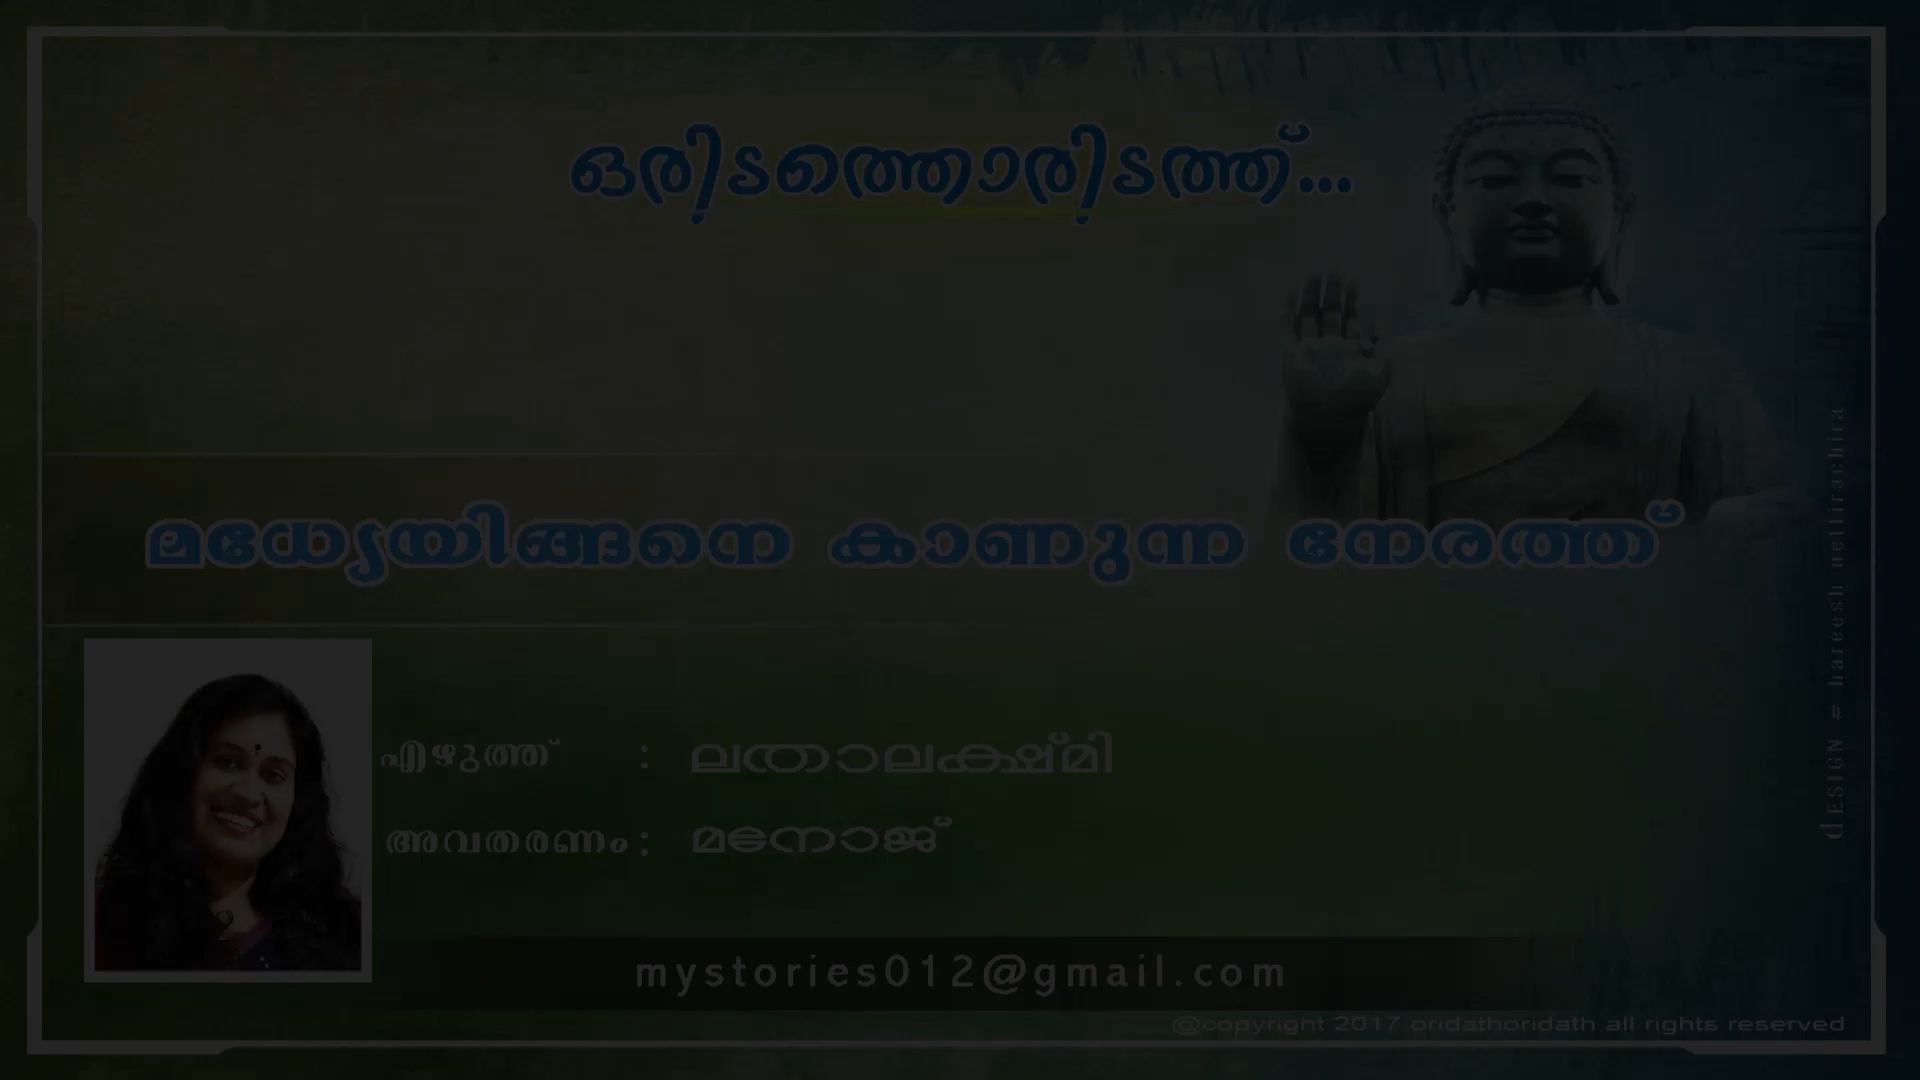 ഒരിടത്തൊരിടത്ത്...
മധ്യേയിങ്ങനെ കാണുന്ന നേരത്ത്
എഴുത്ത് : ലതാലക്ഷ്മി
അവതരണം : മനോജ്
mystories012@gmail.com
@copyright 2017 oridathoridath all rights reserved
dESIGN = hareesh nellirachira